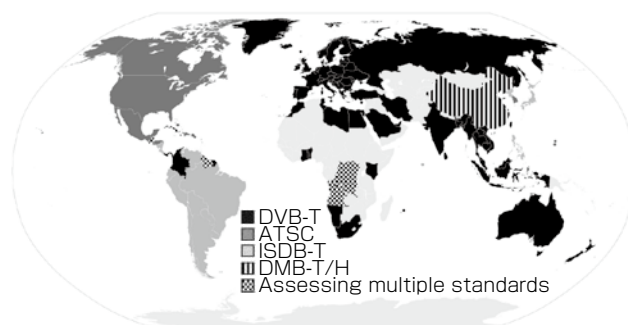 DVB-T
ATSC
ISDB-T
DMB-T/H
Assessing multiple standards